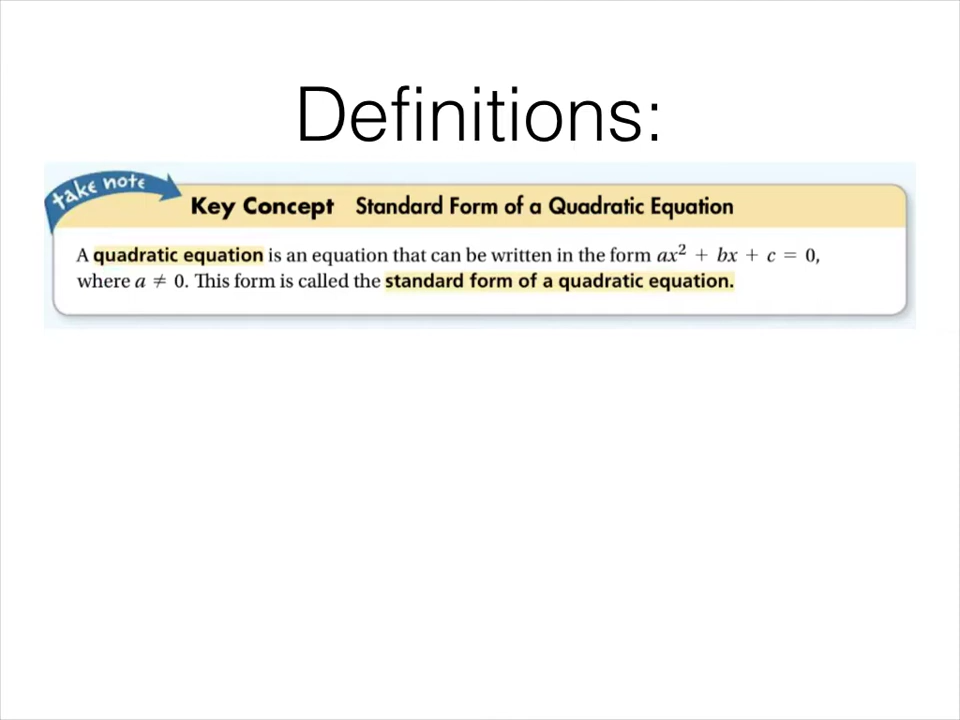 Definitions:
take note
Key Concept Standard Form of a Quadratic Equation
A quadratic equation is an equation that can be written in the form ax² + bx + c = 0,
where a ≠ 0. This form is called the standard form of a quadratic equation.